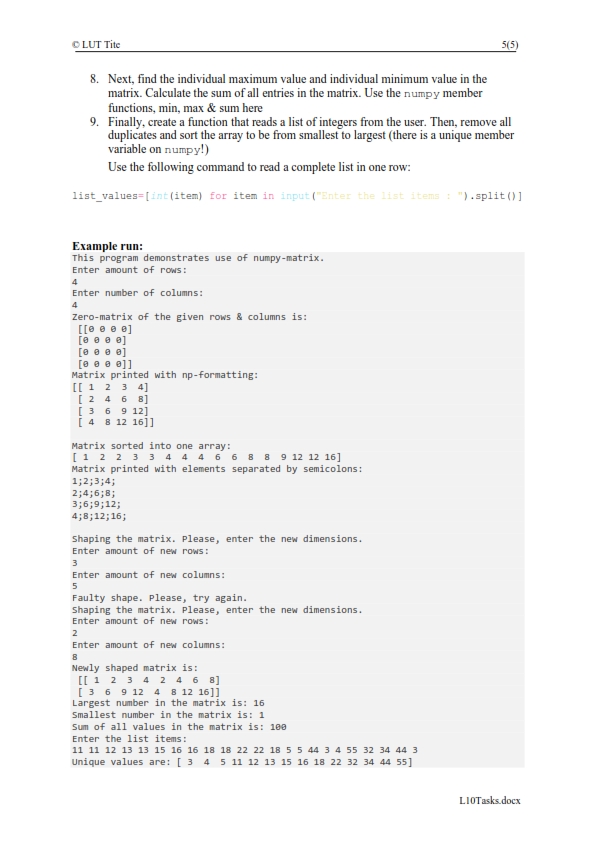 © LUT Tite 5(5)
8. Next, find the individual maximum value and individual minimum value in the
matrix. Calculate the sum of all entries in the matrix. Use the numpy member
functions, min, max & sum here
9. Finally, create a function that reads a list of integers from the user. Then, remove all
duplicates and sort the array to be from smallest to largest (there is a unique member
variable on numpy!)
Use the following command to read a complete list in one row:
list_values=[int(item) for item in input("Enter the list items : ").split()]
Example run:
This program demonstrates use of numpy-matrix.
Enter amount of rows:
4
Enter number of columns:
4
Zero-matrix of the given rows & columns is:
[[0 0 0 0]
[0 0 0 0]
[0 0 0 0]
[0 0 0 0]]
Matrix printed with np-formatting:
[[ 1 2 3 4]
[ 2 4 6 8]
[ 3 6 9 12]
[ 4 8 12 16]]
Matrix sorted into one array:
[ 1 2 2 3 3 4 4 4 6 6 8 8 9 12 12 16]
Matrix printed with elements separated by semicolons:
1;2;3;4;
2;4;6;8;
3;6;9;12;
4;8;12;16;
Shaping the matrix. Please, enter the new dimensions.
Enter amount of new rows:
3
Enter amount of new columns:
5
Faulty shape. Please, try again.
Shaping the matrix. Please, enter the new dimensions.
Enter amount of new rows:
2
Enter amount of new columns:
8
Newly shaped matrix is:
[[ 1 2 3 4 2 4 6 8]
[ 3 6 9 12 4 8 12 16]]
Largest number in the matrix is: 16
Smallest number in the matrix is: 1
Sum of all values in the matrix is: 100
Enter the list items:
11 11 12 13 13 15 16 16 18 18 22 22 18 5 5 44 3 4 55 32 34 44 3
Unique values are: [ 3 4 5 11 12 13 15 16 18 22 32 34 44 55]
L10Tasks.docx